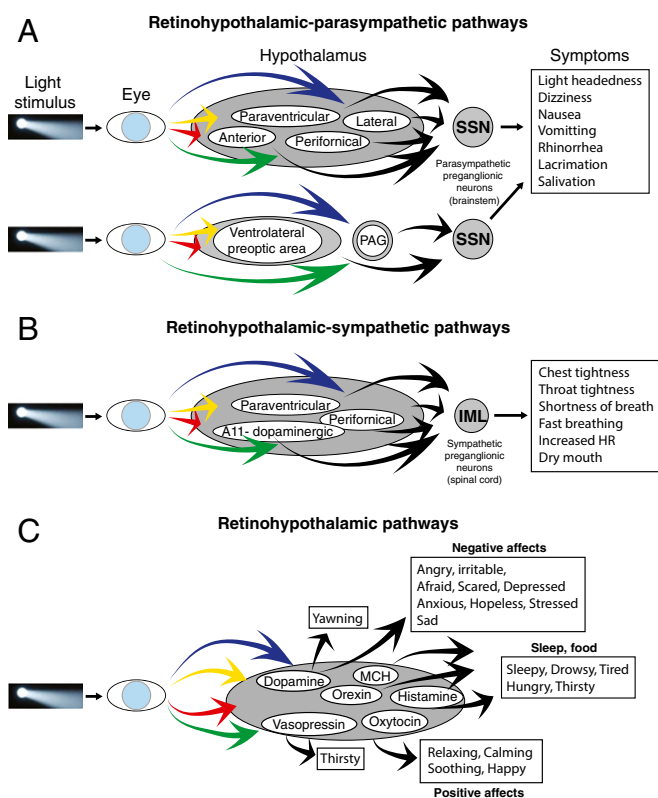 A
Retinohypothalamic-parasympathetic pathways
Light
stimulus
Eye
Hypothalamus
Symptoms
Paraventricular
Lateral
Anterior
Perifornical
SSN
Parasympathetic
preganglionic
neurons
(brainstem)
Light headedness
Dizziness
Nausea
Vomitting
Rhinorrhea
Lacrimation
Salivation
Ventrolateral
preoptic area
PAG
SSN
B
Retinohypothalamic-sympathetic pathways
Paraventricular
Perifornical
A11- dopaminergic
IML
Sympathetic
preganglionic
neurons
(spinal cord)
Chest tightness
Throat tightness
Shortness of breath
Fast breathing
Increased HR
Dry mouth
C
Retinohypothalamic pathways
Negative affects
Angry, irritable,
Afraid, Scared, Depressed
Anxious, Hopeless, Stressed
Sad
Yawning
Dopamine
MCH
Orexin
Histamine
Vasopressin
Oxytocin
Sleep, food
Sleepy, Drowsy, Tired
Hungry, Thirsty
Thirsty
Relaxing, Calming
Soothing, Happy
Positive affects